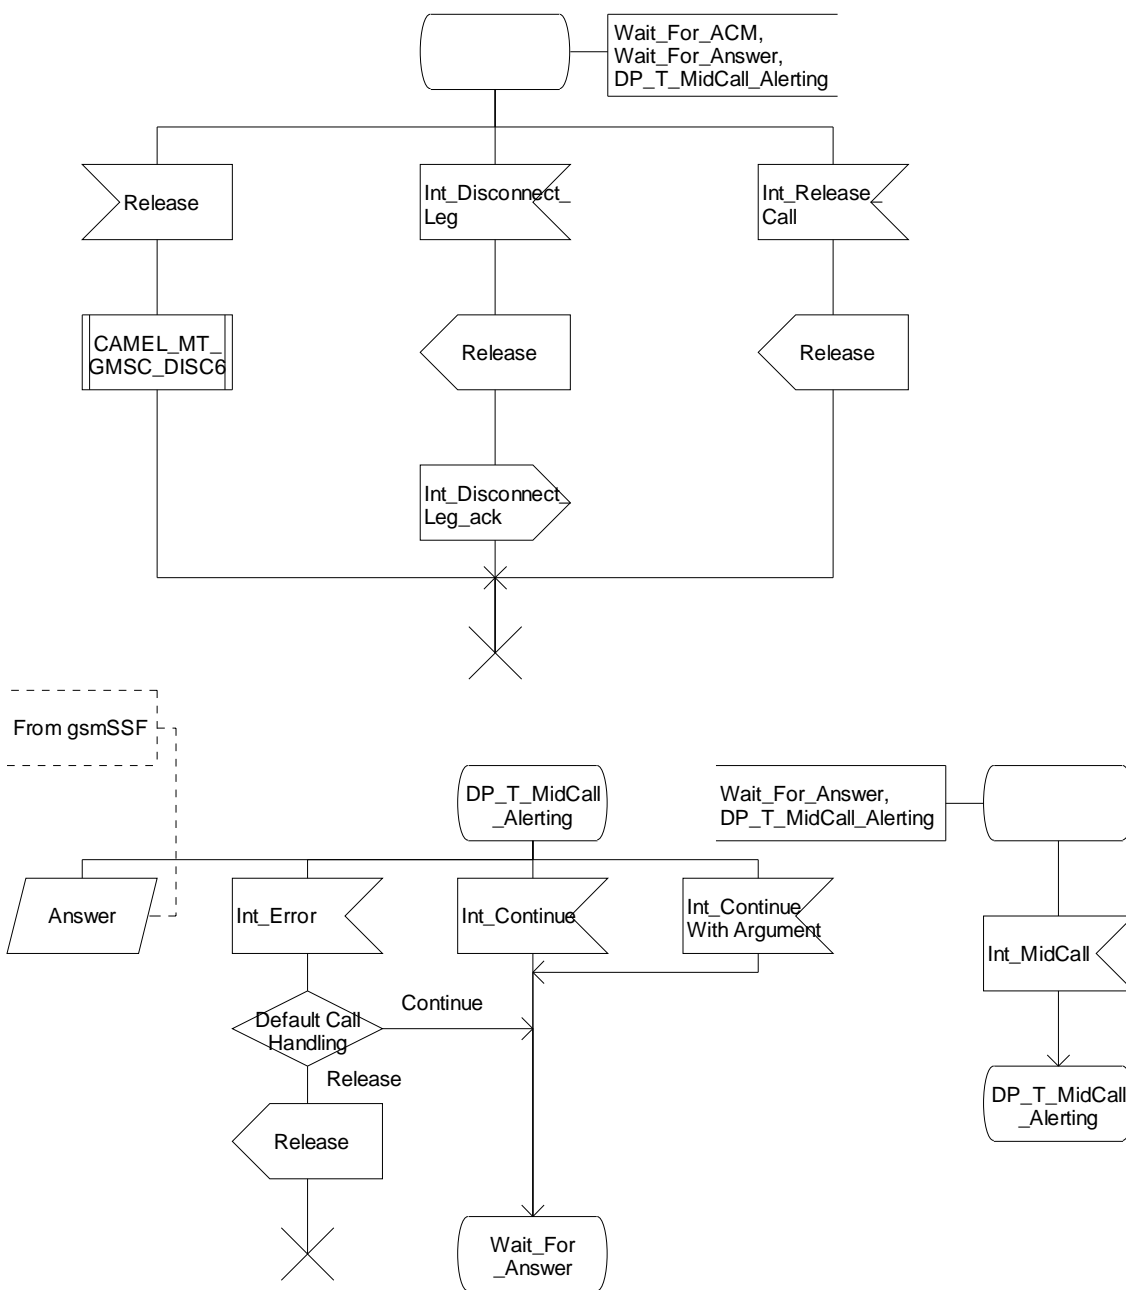 Wait_For_ACM,
Wait_For_Answer,
DP_T_MidCall_Alerting
Release
Int_Disconnect_
Leg
Int_Release_
Call
CAMEL_MT_
GMSC_DISC6
Release
Release
Int_Disconnect_
Leg_ack
From gsmSSF
DP_T_MidCall
_Alerting
Wait_For_Answer,
DP_T_MidCall_Alerting
Answer
Int_Error
Int_Continue
Int_Continue_
With Argument
Int_MidCall
Default Call
Handling
Continue
Release
Release
DP_T_MidCall
_Alerting
Wait_For
_Answer